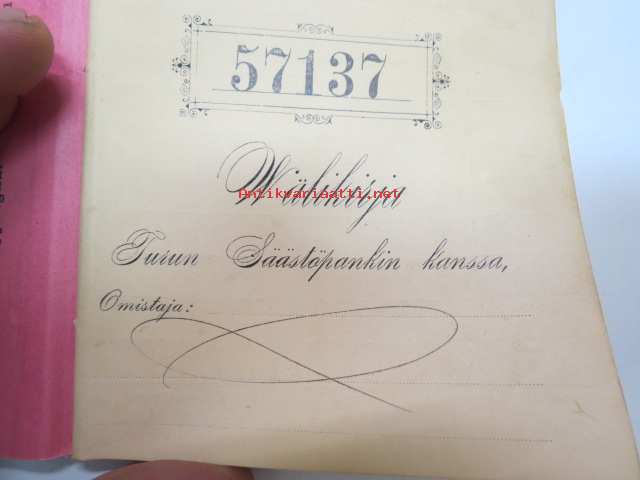 57137
Wälikirja
Antikvariaatti.net
Turun Säästöpankin kanssa,
Omistaja: